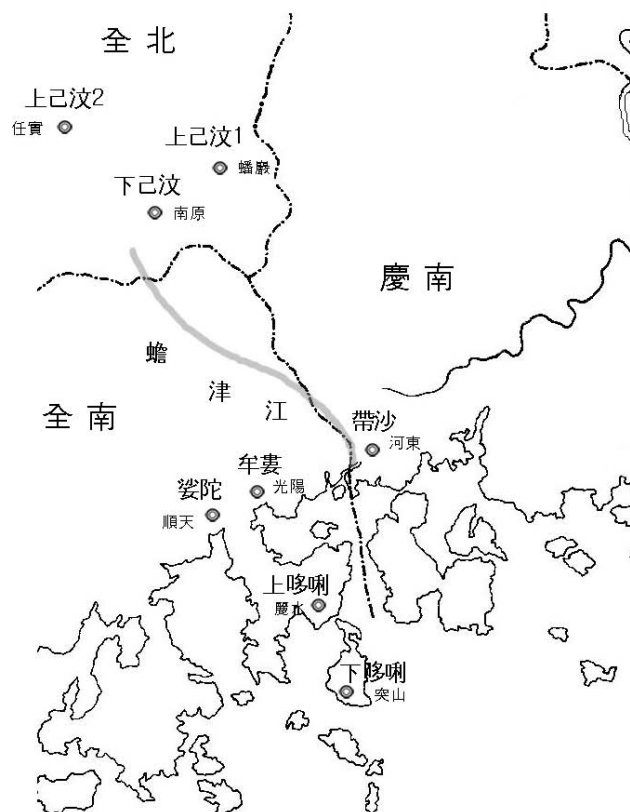 全北
上己汶2
任實
上己汶1
蟠巖
下己汶
南原
慶南
蟾
津
江
全南
帶沙
河東
牟婁
光陽
娑陀
順天
上哆唎
麗水
下哆唎
突山